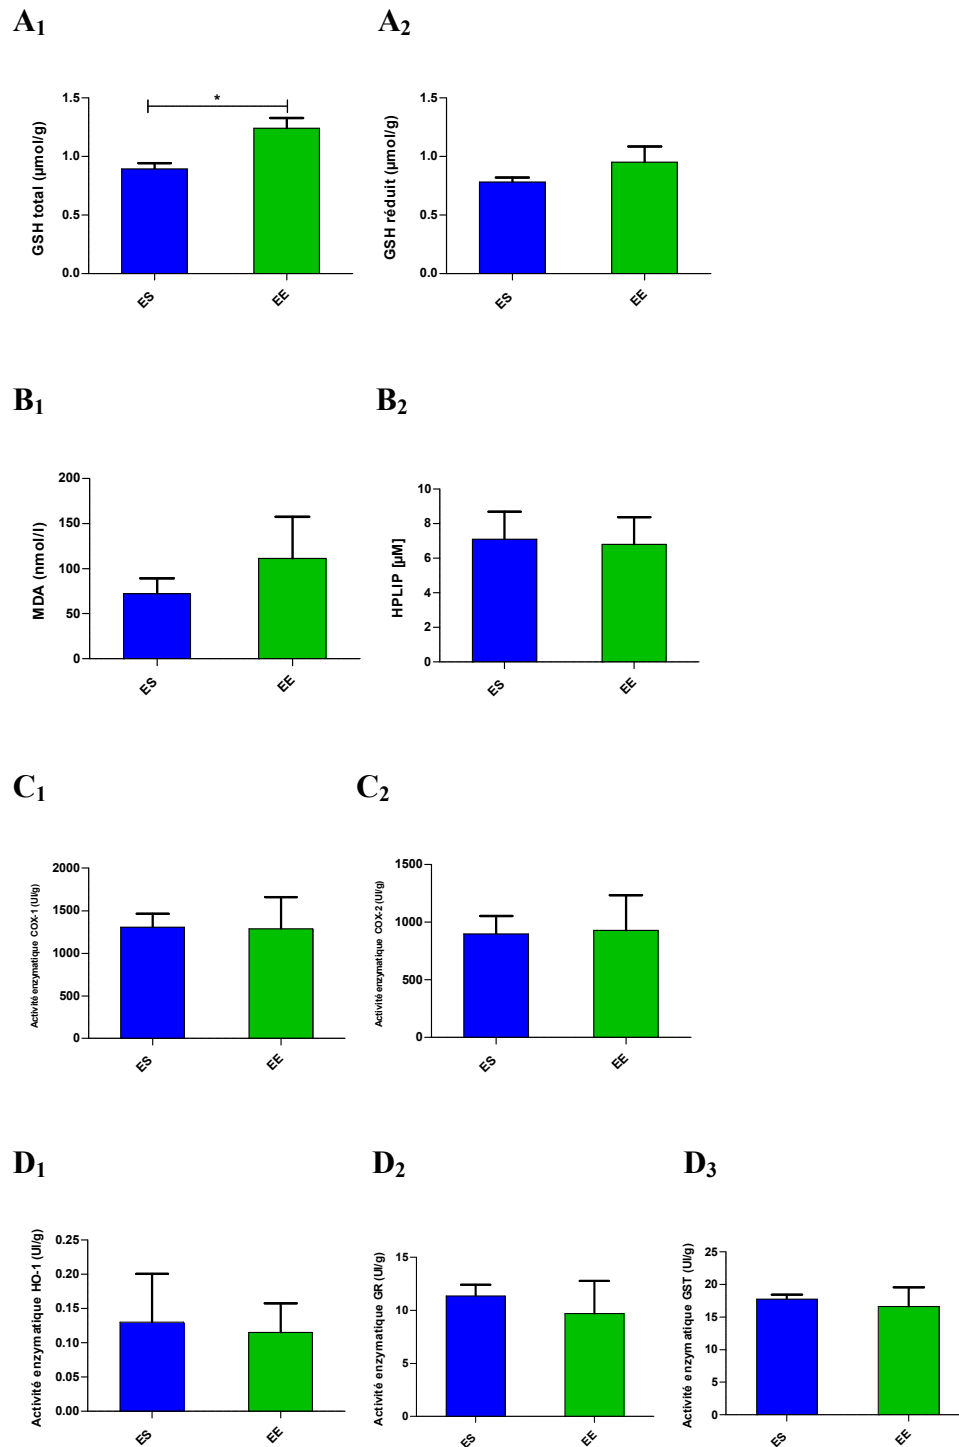 A1
A2
GSH total (µmol/g)
1.5
1.0
0.5
0.0
*
ES
EE
GSH réduit (µmol/g)
1.5
1.0
0.5
0.0
ES
EE
B1
B2
MDA (nmol/l)
200
150
100
50
0
ES
EE
HPLIP [µM]
10
8
6
4
2
0
ES
EE
C1
C2
Activité enzymatique COX-1 (UI/g)
2000
1500
1000
500
0
ES
EE
Activité enzymatique COX-2 (UI/g)
1500
1000
500
0
ES
EE
D1
D2
D3
Activité enzymatique HO-1 (UI/g)
0.25
0.20
0.15
0.10
0.05
0.00
ES
EE
Activité enzymatique GR (UI/g)
15
10
5
0
ES
EE
Activité enzymatique GST (UI/g)
25
20
15
10
5
0
ES
EE